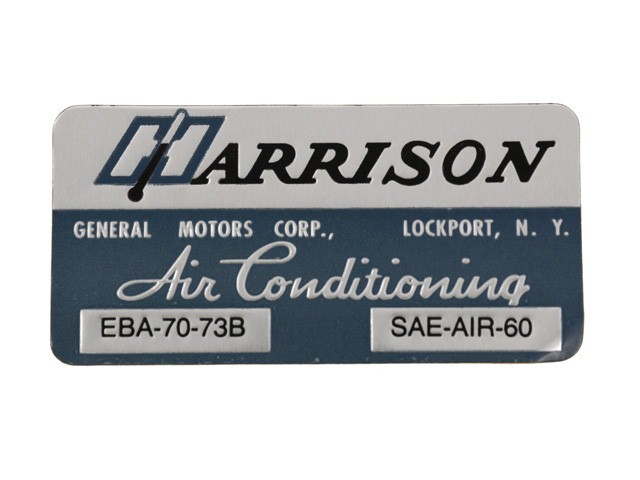 HARRISON
GENERAL MOTORS CORP., LOCKPORT, N. Y.
Air Conditioning
EBA-70-73B SAE-AIR-60